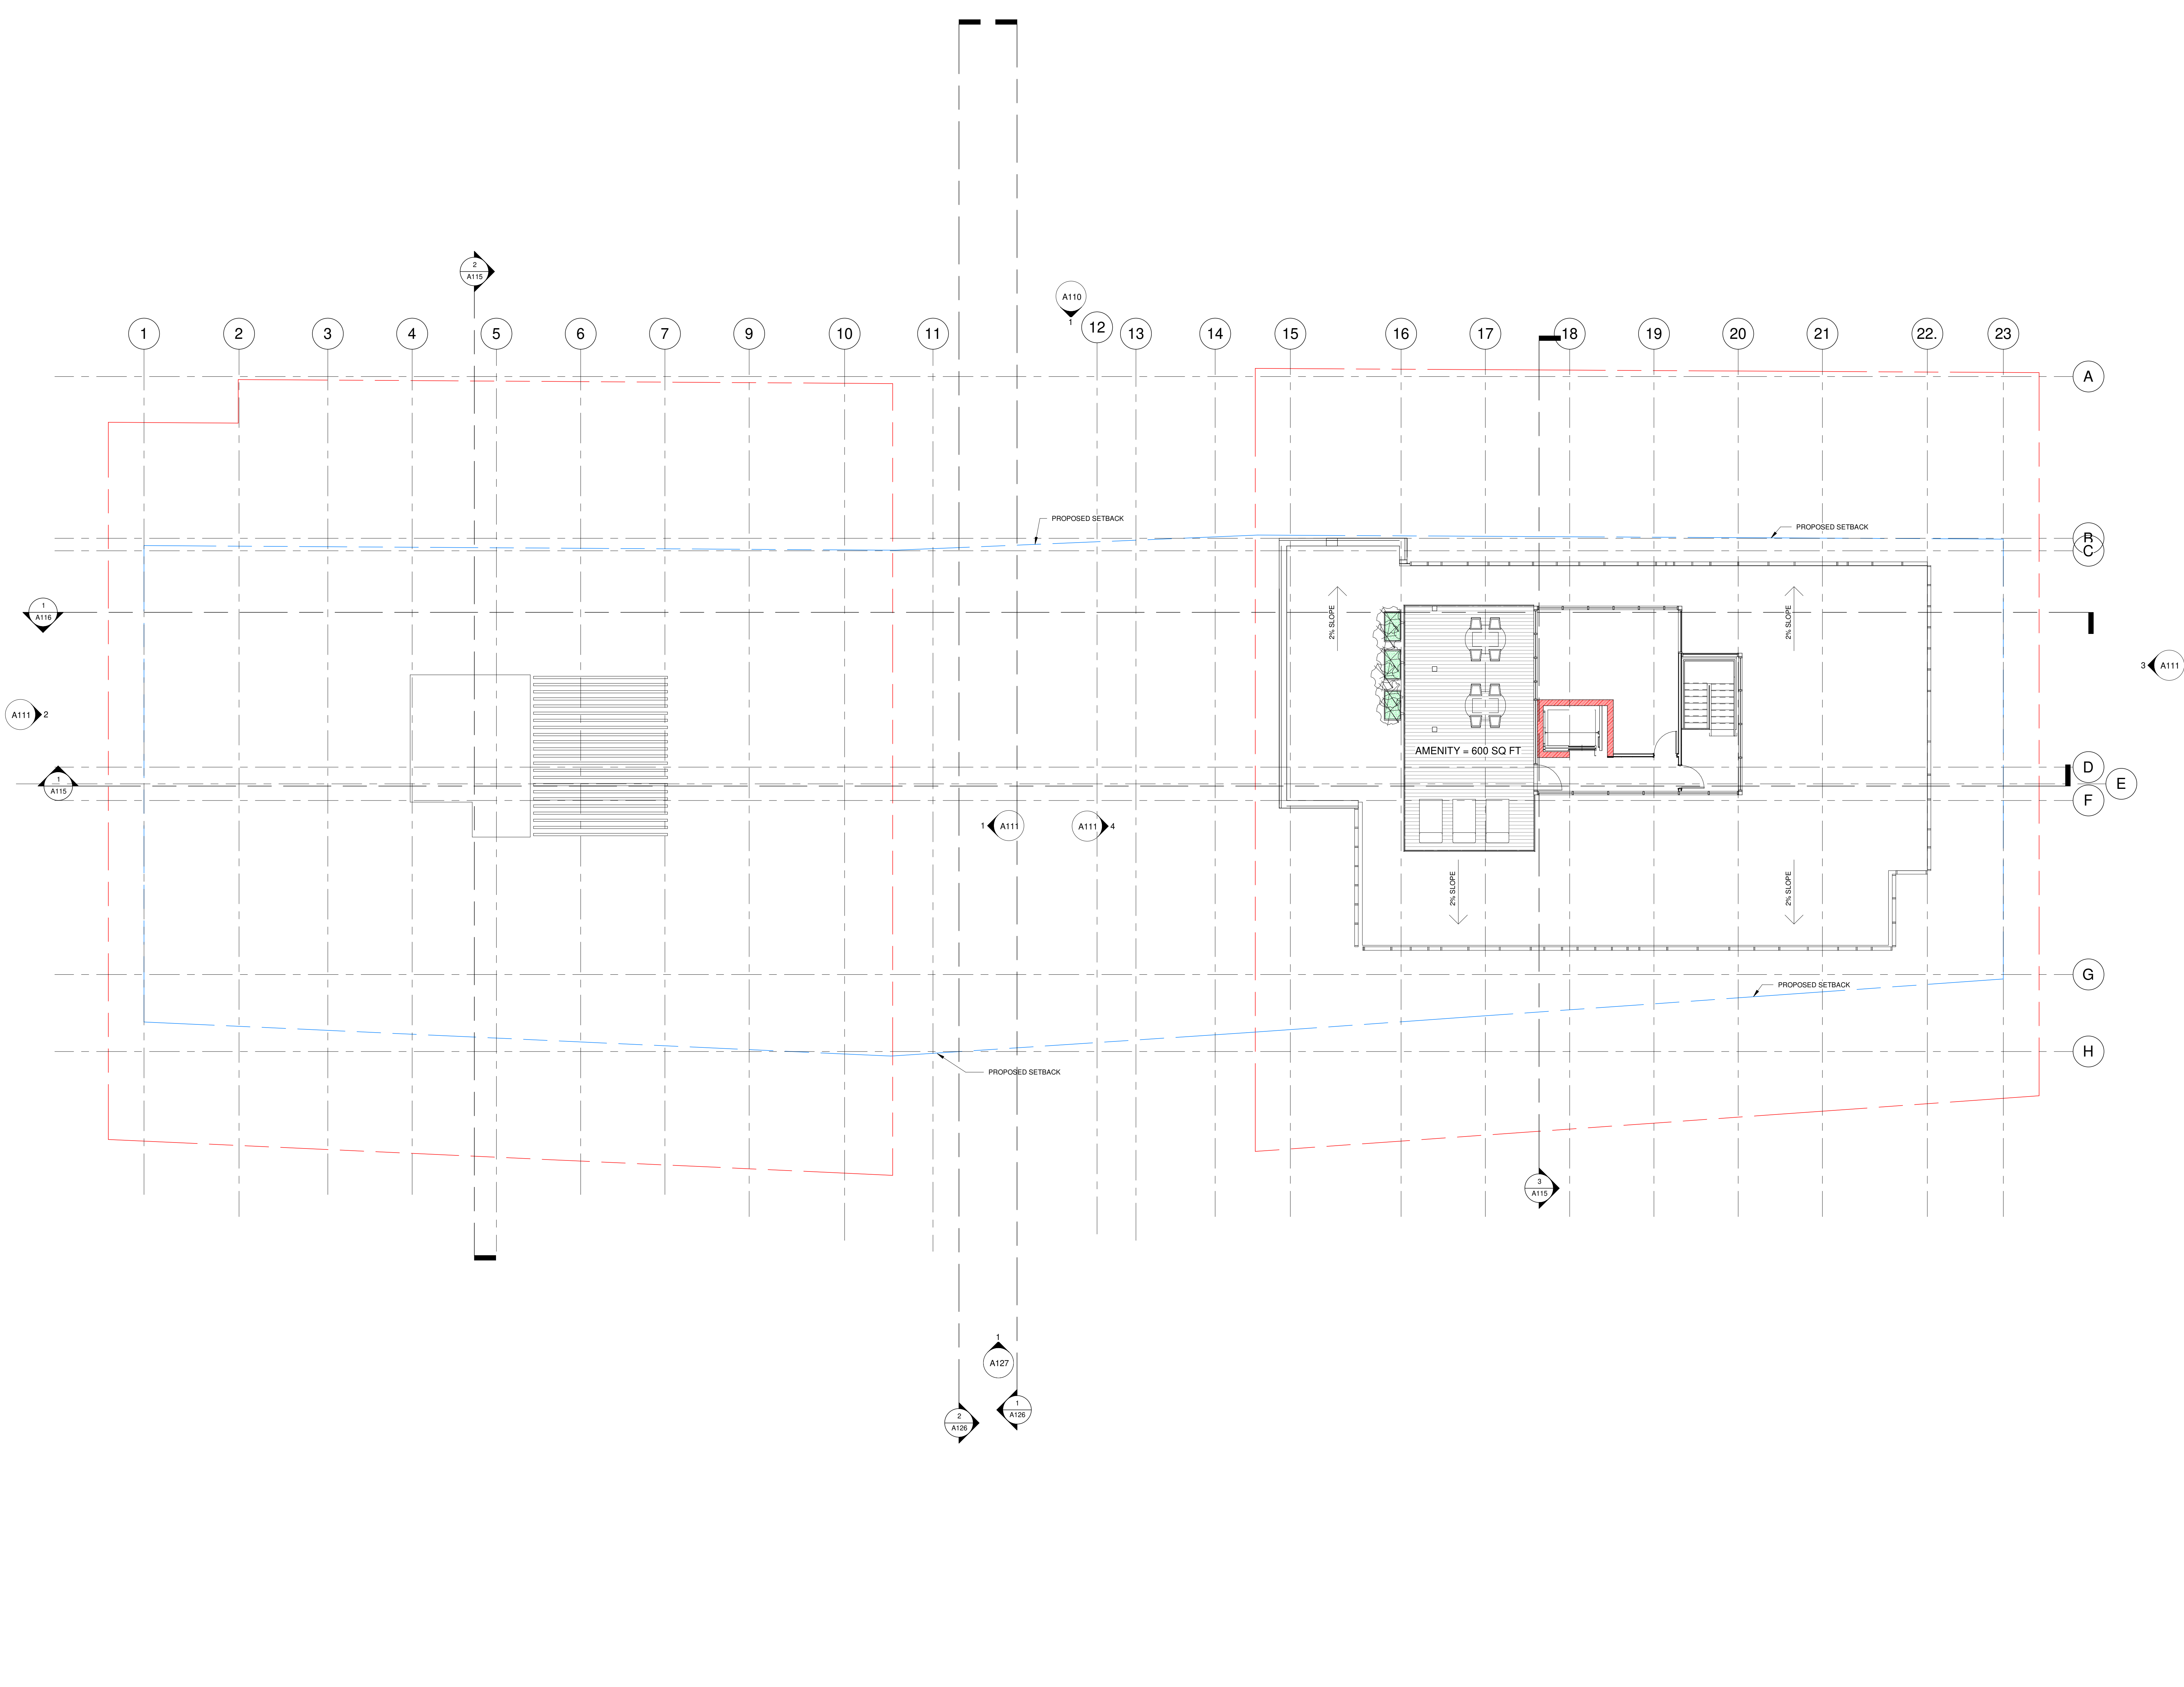 2
A115
A110
1
1
2
3
4
5
6
7
9
10
11
12
13
14
15
16
17
18
19
20
21
22.
23
A
PROPOSED SETBACK
PROPOSED SETBACK
B
C
1
A116
2% SLOPE
2% SLOPE
3
A111
A111
2
AMENITY = 600 SQ FT
D
1
A115
E
F
1
A111
A111
4
2% SLOPE
2% SLOPE
G
PROPOSED SETBACK
H
PROPOSED SETBACK
3
A115
1
A127
1
A126
2
A126